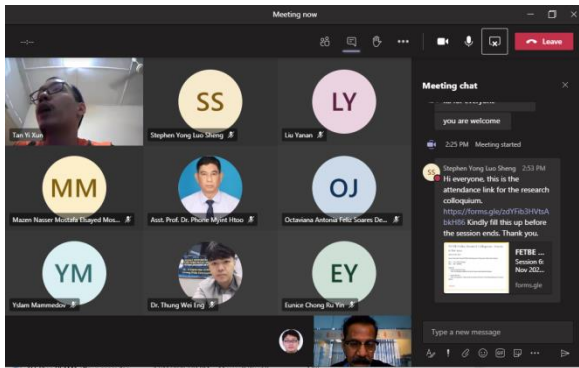 Meeting now
--:--
Leave
Meeting chat
you are welcome
2:25 PM Meeting started
Stephen Yong Luo Sheng 2:53 PM
Hi everyone, this is the
attendance link for the research
colloquium.
https://forms.gle/zdYFib3HVtsA
bkH86 Kindly fill this up before
the session ends. Thank you.
FETBE ...
Session 6:
Nov 202...
forms.gle
Type a new message
Tan Yi Xun
SS
Stephen Yong Luo Sheng
LY
Liu Yanan
MM
Mazen Nasser Mostafa Elsayed Mos...
Asst. Prof. Dr. Phone Myint Htoo
OJ
Octaviana Antonia Feliz Soares De...
YM
Yslam Mammedov
Dr. Thung Wei Eng
EY
Eunice Chong Ru Yin
SS